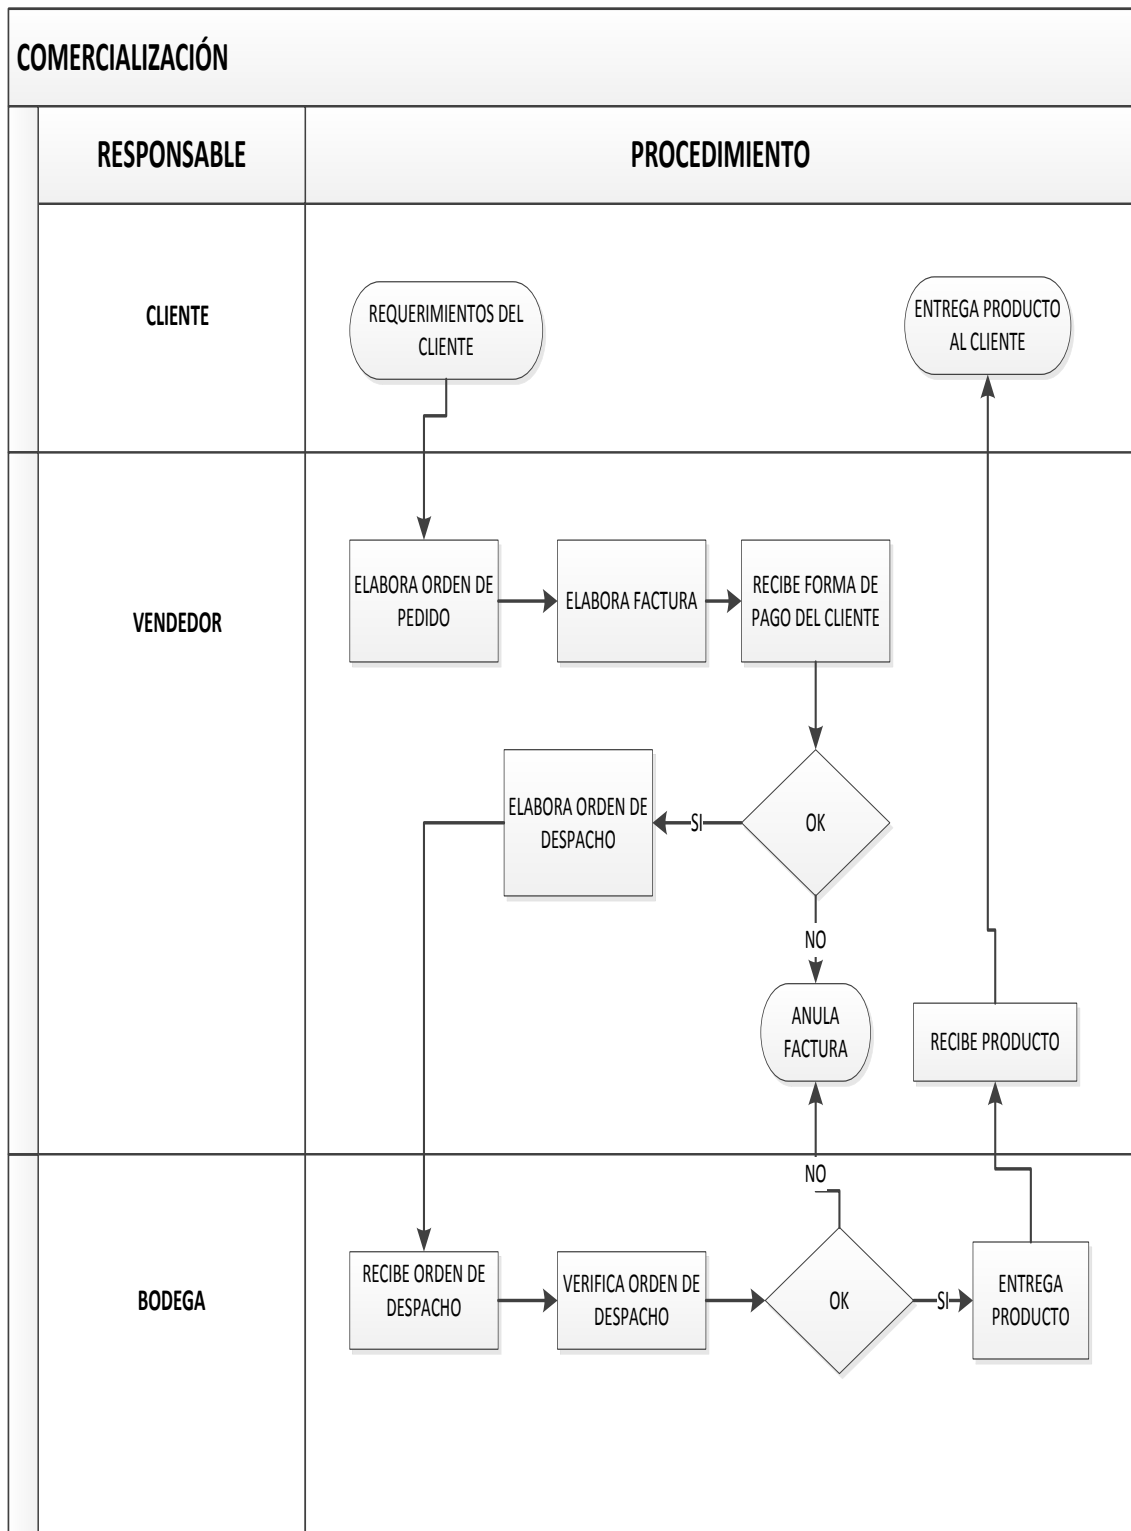 COMERCIALIZACIÓN
RESPONSABLE
PROCEDIMIENTO
CLIENTE
REQUERIMIENTOS DEL
CLIENTE
ENTREGA PRODUCTO
AL CLIENTE
VENDEDOR
ELABORA ORDEN DE
PEDIDO
ELABORA FACTURA
RECIBE FORMA DE
PAGO DEL CLIENTE
ELABORA ORDEN DE
DESPACHO
SI
OK
NO
ANULA
FACTURA
RECIBE PRODUCTO
NO
BODEGA
RECIBE ORDEN DE
DESPACHO
VERIFICA ORDEN DE
DESPACHO
OK
SI
ENTREGA
PRODUCTO